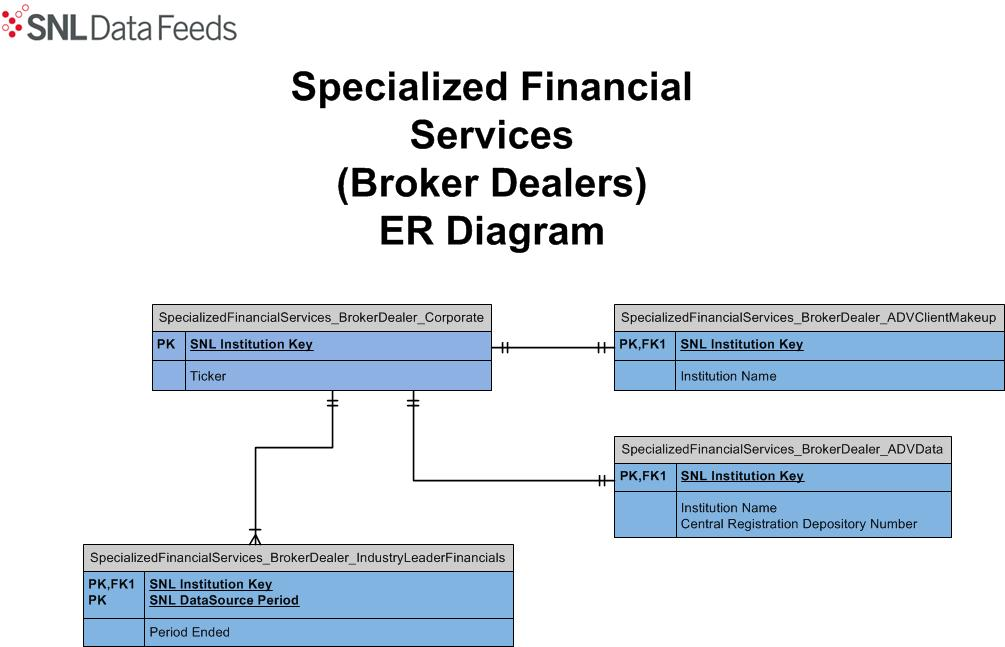 SNL Data Feeds
Specialized Financial
Services
(Broker Dealers)
ER Diagram
SpecializedFinancialServices_BrokerDealer_Corporate
PK SNL Institution Key
Ticker
SpecializedFinancialServices_BrokerDealer_ADVClientMakeup
PK,FK1 SNL Institution Key
Institution Name
SpecializedFinancialServices_BrokerDealer_ADVData
PK,FK1 SNL Institution Key
Institution Name
Central Registration Depository Number
SpecializedFinancialServices_BrokerDealer_IndustryLeaderFinancials
PK,FK1 SNL Institution Key
PK SNL DataSource Period
Period Ended